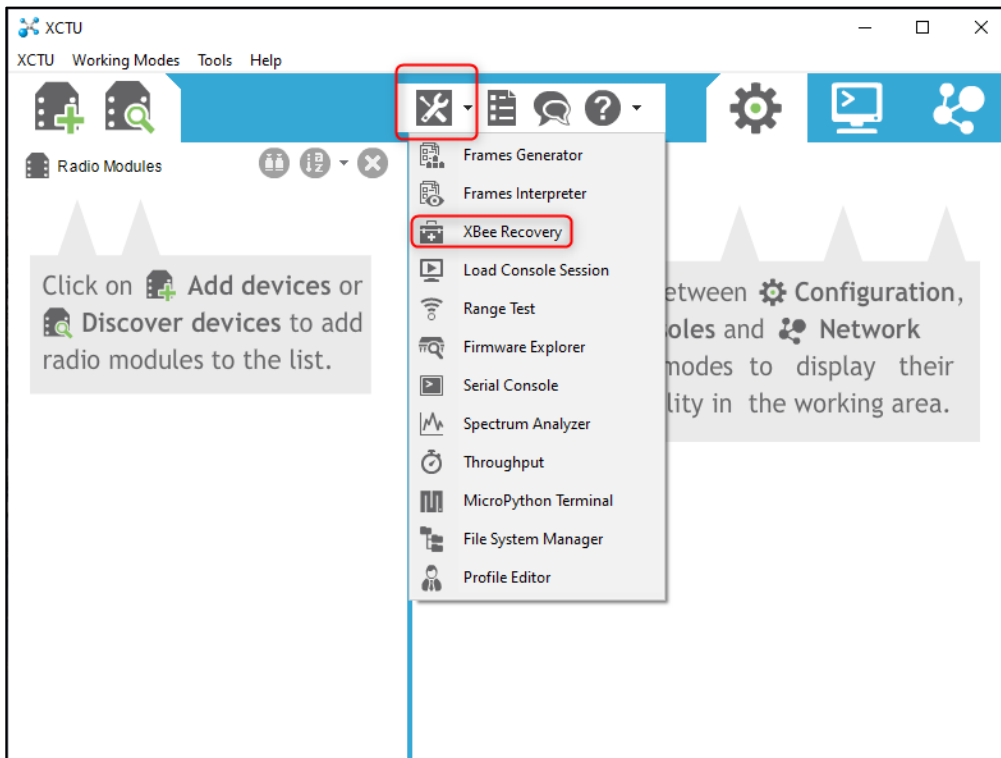 XCTU
XCTU Working Modes Tools Help
Radio Modules
Click on Add devices or
Discover devices to add
radio modules to the list.
Frames Generator
Frames Interpreter
XBee Recovery
Load Console Session
Range Test
Firmware Explorer
Serial Console
Spectrum Analyzer
Throughput
MicroPython Terminal
File System Manager
Profile Editor
etween Configuration,
oles and Network
modes to display their
lity in the working area.